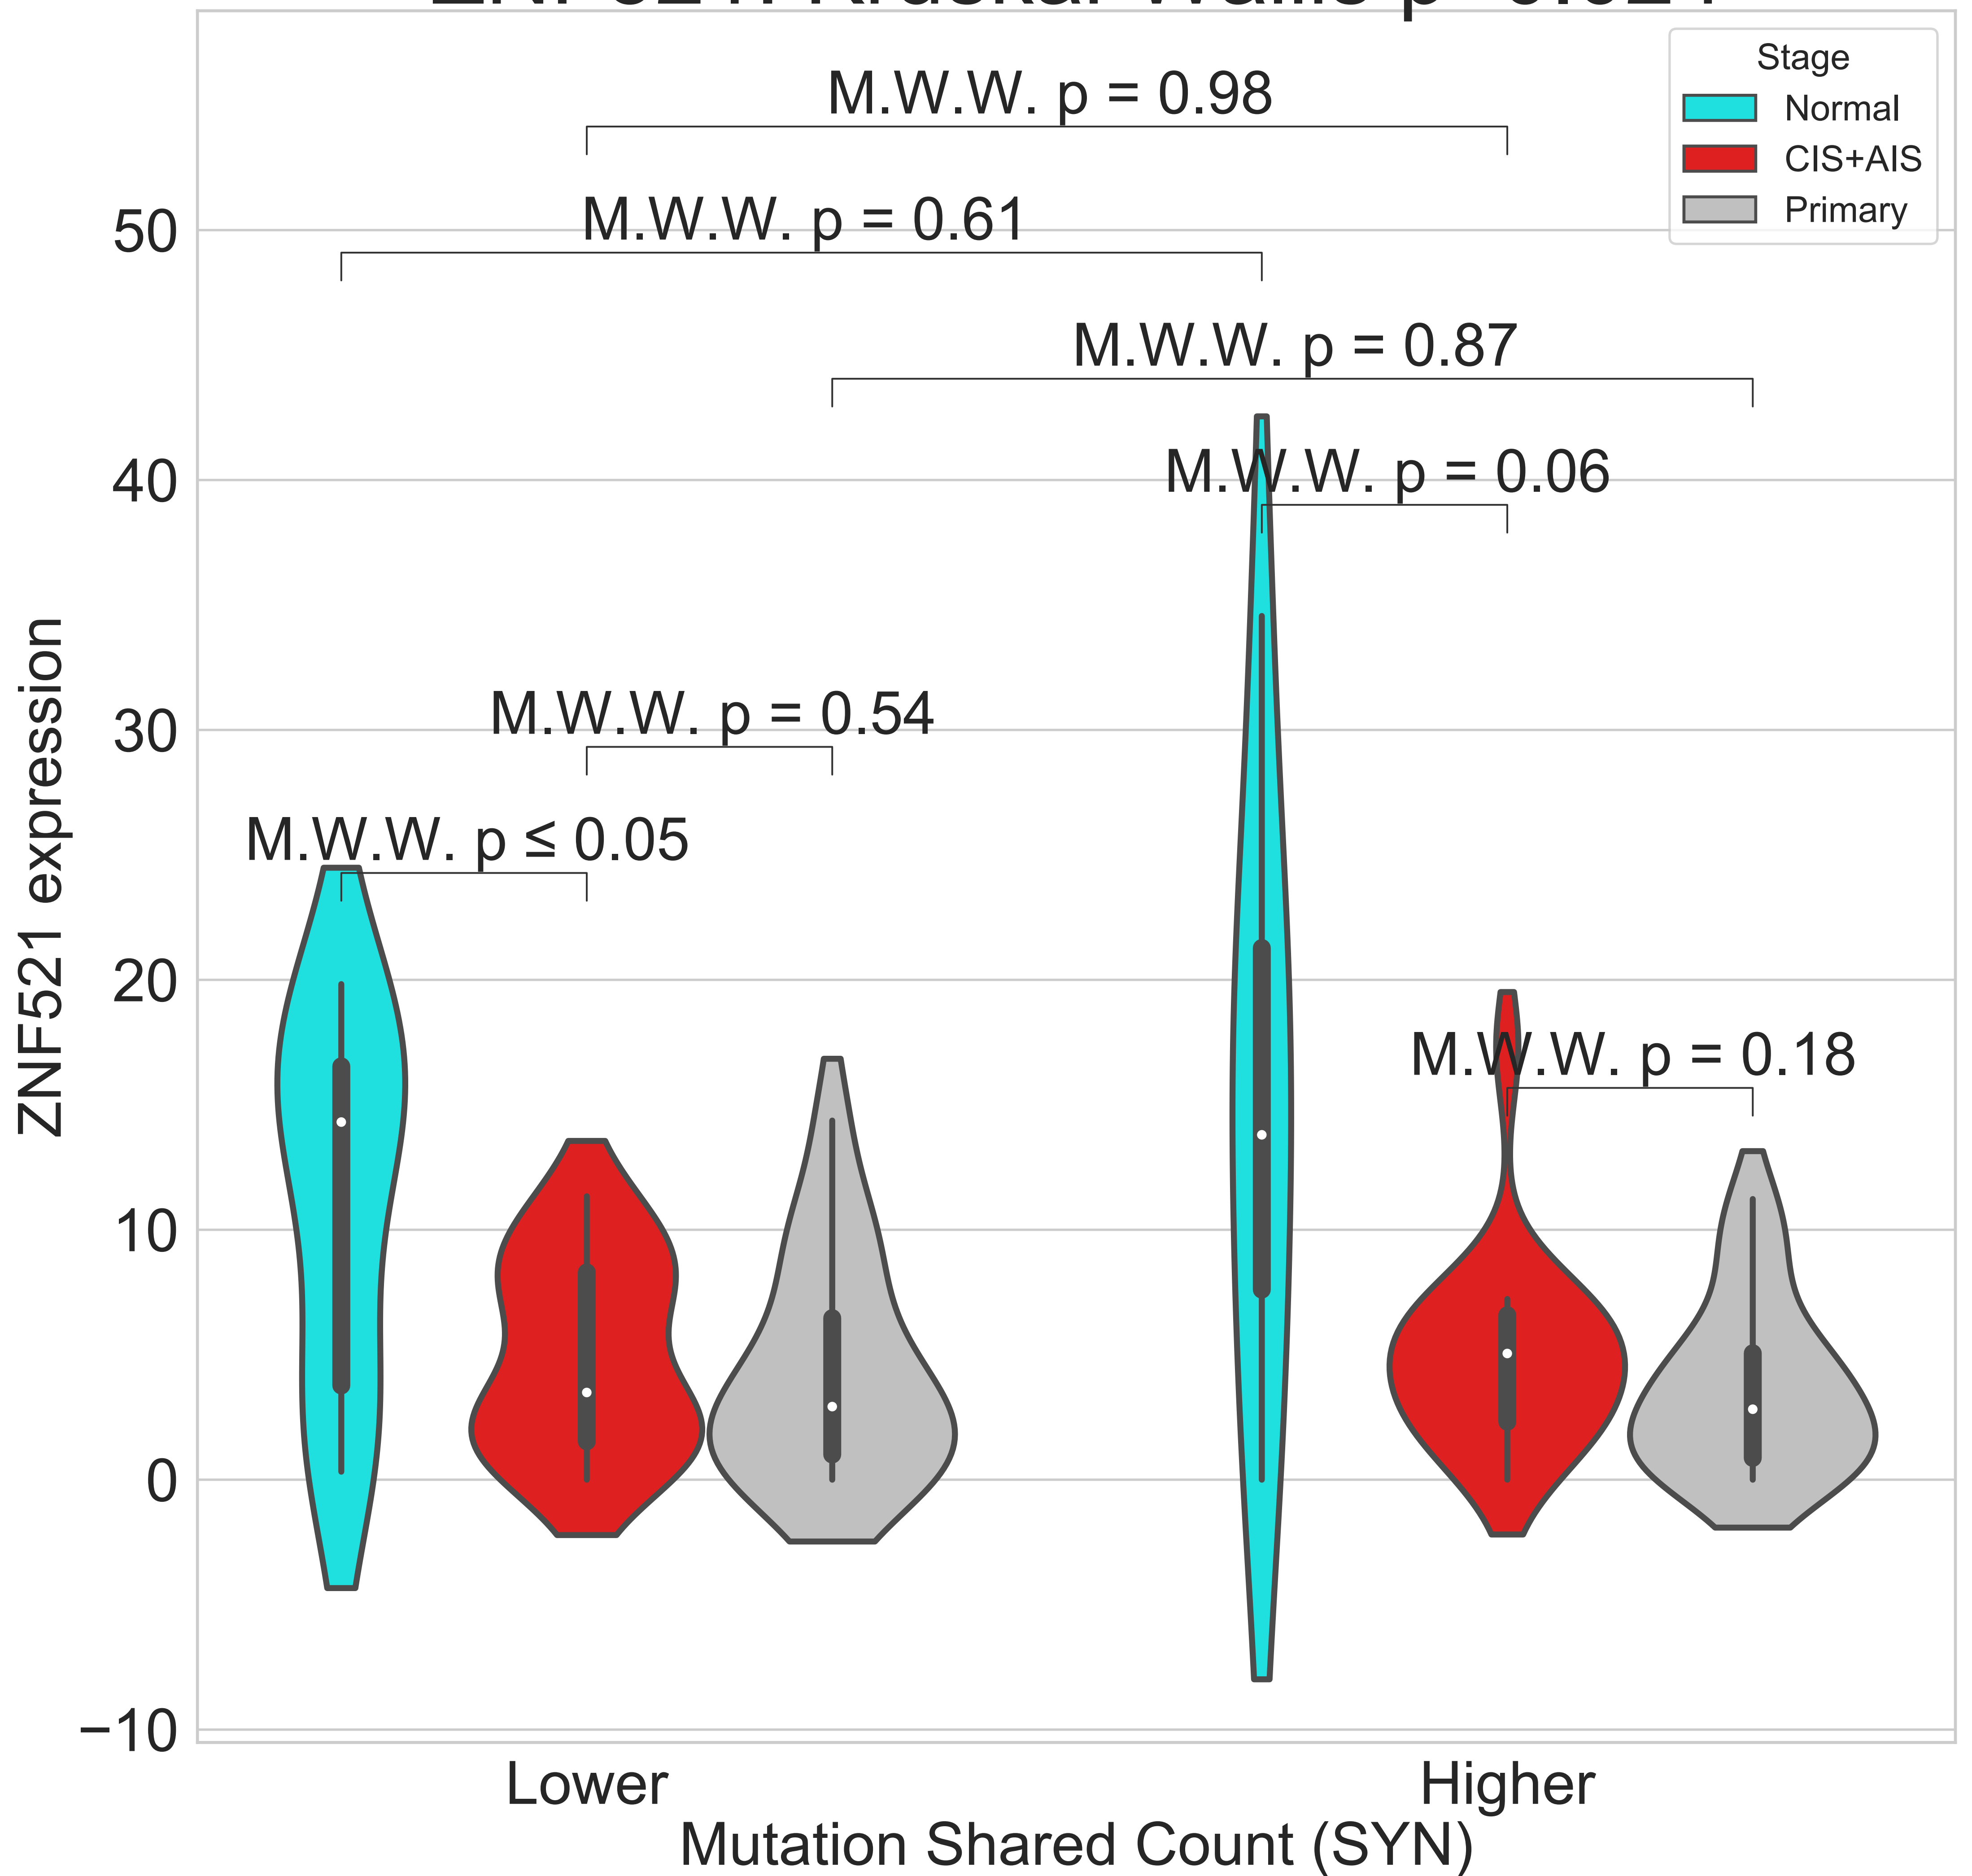 Stage
Normal
CIS+AIS
Primary
M.W.W. p = 0.98
M.W.W. p = 0.61
M.W.W. p = 0.87
M.W.W. p = 0.06
M.W.W. p = 0.54
M.W.W. p ≤ 0.05
M.W.W. p = 0.18
50
40
30
20
10
0
−10
ZNF521 expression
Lower
Higher
Mutation Shared Count (SYN)